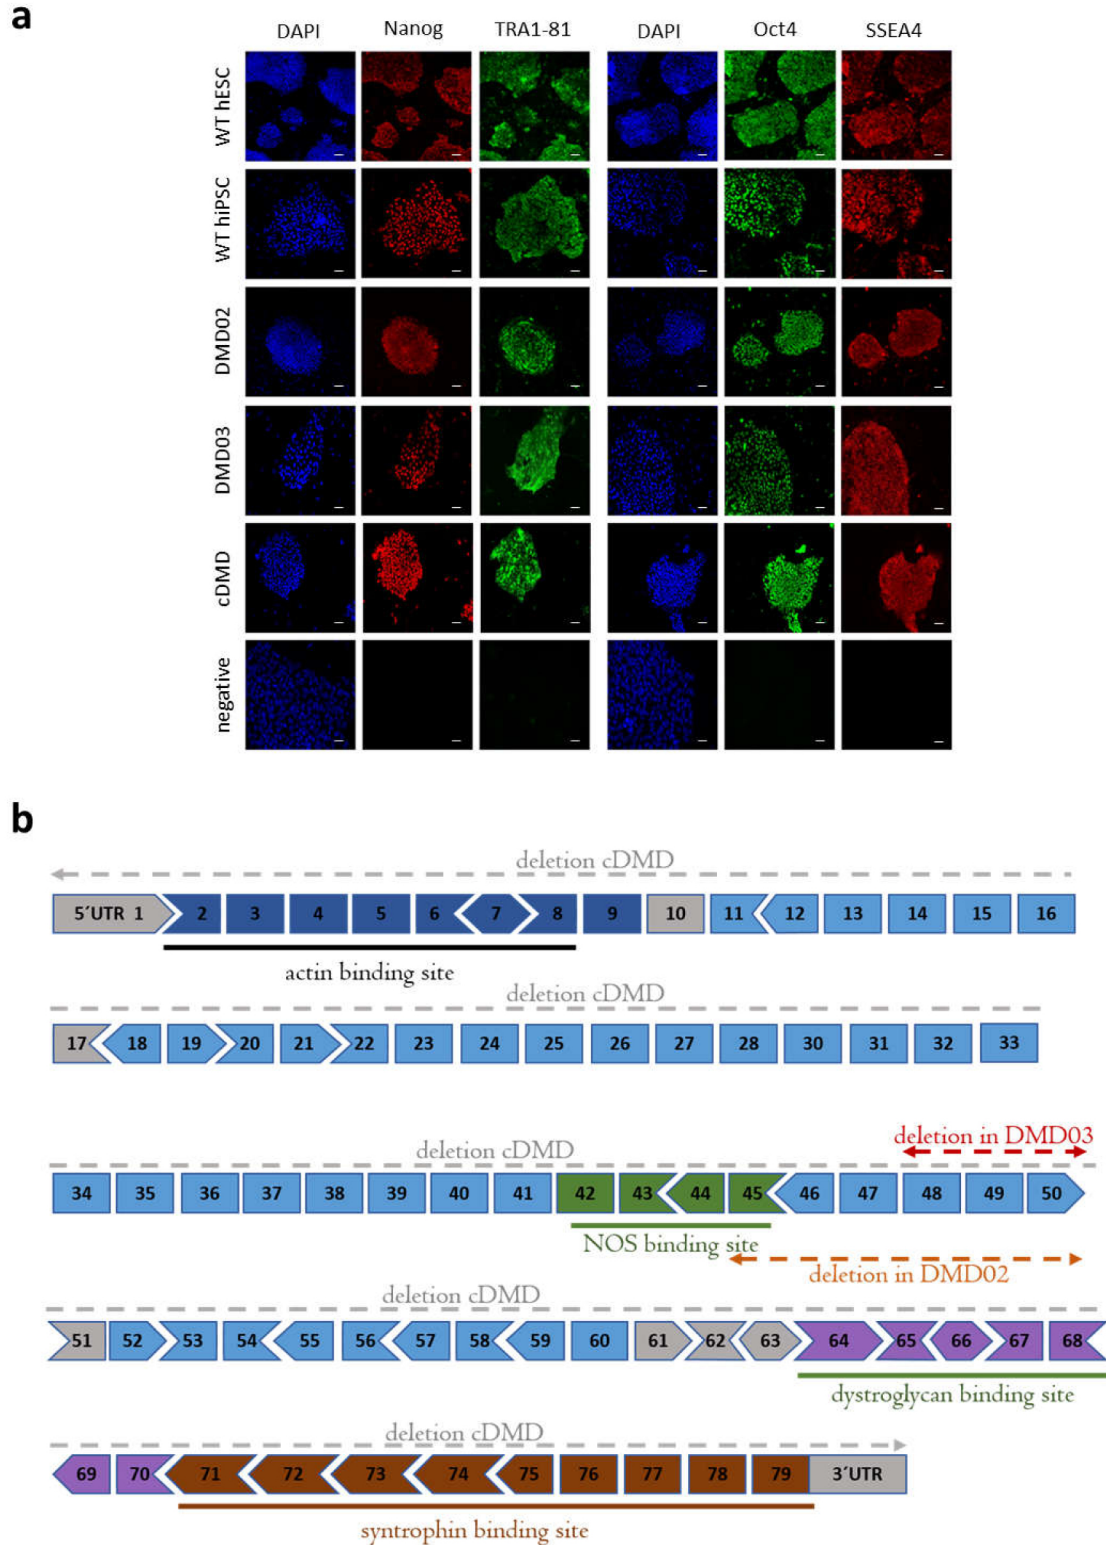 a
DAPI Nanog TRA1-81 DAPI Oct4 SSEA4
WT hESC
WT hiPSC
DMD02
DMD03
cDMD
negative
b
deletion cDMD
5´UTR 1 2 3 4 5 6 7 8 9 10 11 12 13 14 15 16
actin binding site
deletion cDMD
17 18 19 20 21 22 23 24 25 26 27 28 30 31 32 33
deletion in DMD03
deletion cDMD
34 35 36 37 38 39 40 41 42 43 44 45 46 47 48 49 50
NOS binding site
deletion in DMD02
deletion cDMD
51 52 53 54 55 56 57 58 59 60 61 62 63 64 65 66 67 68
dystroglycan binding site
deletion cDMD
69 70 71 72 73 74 75 76 77 78 79 3´UTR
syntrophin binding site